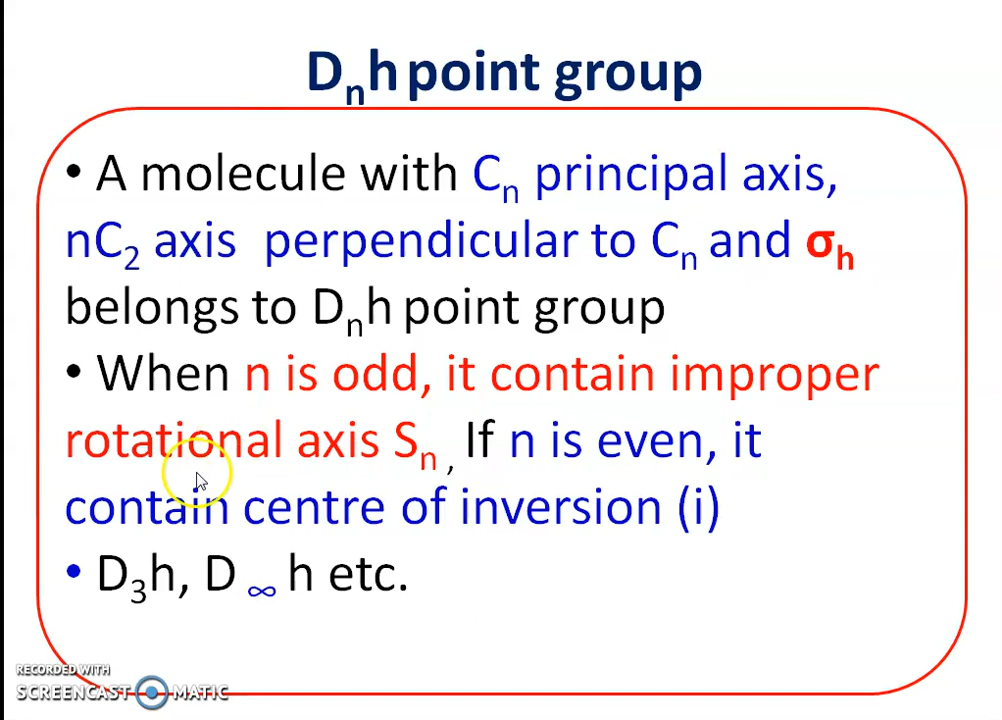 Dₙh point group
• A molecule with Cₙ principal axis,
nC₂ axis perpendicular to Cₙ and σₕ
belongs to Dₙh point group
• When n is odd, it contain improper
rotational axis Sₙ , If n is even, it
contain centre of inversion (i)
• D₃h, D ∞ h etc.
RECORDED WITH
SCREENCAST MATIC